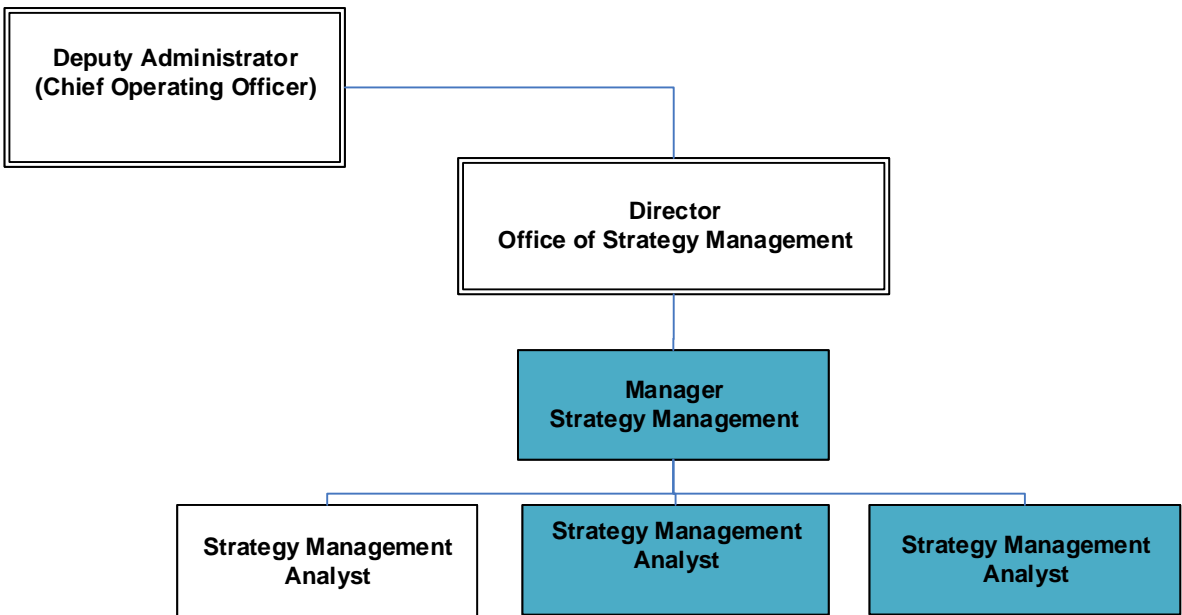 Deputy Administrator
(Chief Operating Officer)
Director
Office of Strategy Management
Manager
Strategy Management
Strategy Management
Analyst
Strategy Management
Analyst
Strategy Management
Analyst